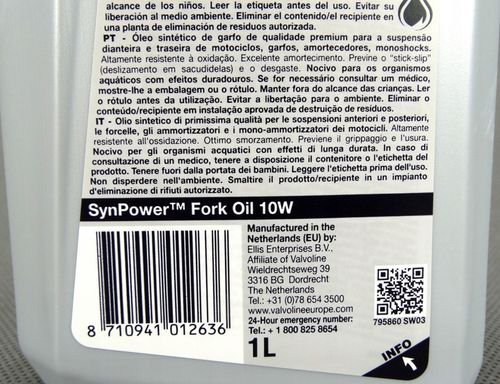 alcance de los niños. Leer la etiqueta antes del uso. Evitar su
liberación al medio ambiente. Eliminar el contenido/el recipiente en
una planta de eliminación de residuos autorizada.
PT - Óleo sintético de garfo de qualidade premium para a suspensão
dianteira e traseira de motociclos, garfos, amortecedores, monoshocks.
Altamente resistente à oxidação. Excelente amortecimento. Previne o "stick-slip"
(deslizamento em sacudidelas) e o desgaste. Nocivo para os organismos
aquáticos com efeitos duradouros. Se for necessário consultar um médico,
mostre-lhe a embalagem ou o rótulo. Manter fora do alcance das crianças. Ler
o rótulo antes da utilização. Evitar a libertação para o ambiente. Eliminar o
conteúdo/recipiente em instalação aprovada de destruição de resíduos.
IT - Olio sintetico di primissima qualità per le sospensioni anteriori e posteriori,
le forcelle, gli ammortizzatori e i mono-ammortizzatori dei motocicli. Altamente
resistente all'ossidazione. Ottimo smorzamento. Previene il grippaggio e l'usura.
Nocivo per gli organismi acquatici con effetti di lunga durata. In caso di
consultazione di un medico, tenere a disposizione il contenitore o l'etichetta del
prodotto. Tenere fuori dalla portata dei bambini. Leggere l'etichetta prima dell'uso.
Non disperdere nell'ambiente. Smaltire il prodotto/recipiente in un impianto
d'eliminazione di rifiuti autorizzato.
SynPower™ Fork Oil 10W
Manufactured in the
Netherlands (EU) by:
Ellis Enterprises B.V.,
Affiliate of Valvoline
Wieldrechtseweg 39
3316 BG Dordrecht
The Netherlands
Tel.: +31 (0)78 654 3500
www.valvolineeurope.com
24-Hour emergency number:
Tel.: + 1 800 825 8654
1L
8 710941 012636
795860 SW03
INFO